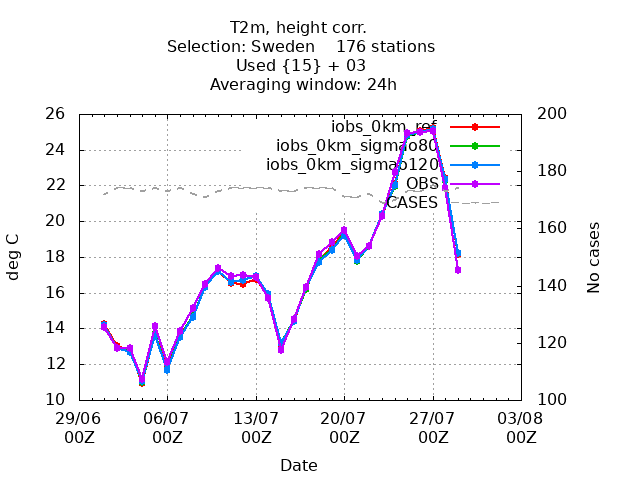 T2m, height corr.
Selection: Sweden    176 stations
Used {15} + 03
Averaging window: 24h
26
24
22
20
18
16
14
12
10
deg C
200
180
160
140
120
100
No cases
iobs_0km_ref
iobs_0km_sigmao80
iobs_0km_sigmao120
OBS
CASES
29/06 06/07 13/07 20/07 27/07 03/08
00Z 00Z 00Z 00Z 00Z 00Z
Date